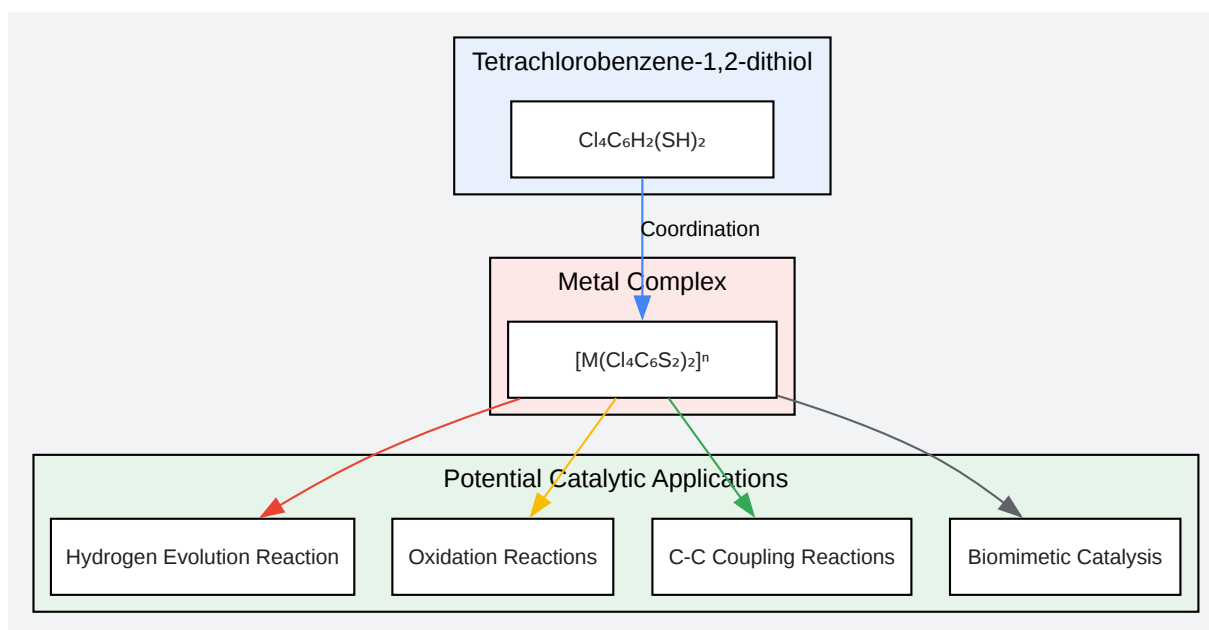 Tetrachlorobenzene-1,2-dithiol
Cl₄C₆H₂(SH)₂
Coordination
Metal Complex
[M(Cl₄C₆S₂)₂]ⁿ
Potential Catalytic Applications
Hydrogen Evolution Reaction
Oxidation Reactions
C-C Coupling Reactions
Biomimetic Catalysis